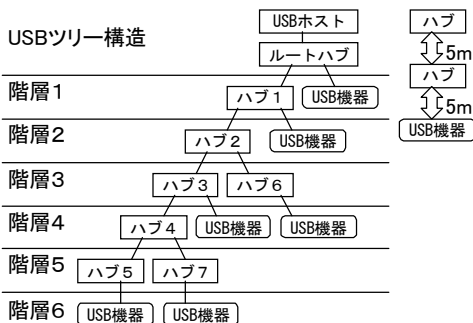 USBツリー構造
USBホスト
ルートハブ
階層1
ハブ1
USB機器
階層2
ハブ2
USB機器
階層3
ハブ3
ハブ6
階層4
ハブ4
USB機器
USB機器
階層5
ハブ5
ハブ7
階層6
USB機器
USB機器
ハブ
5m
ハブ
5m
USB機器